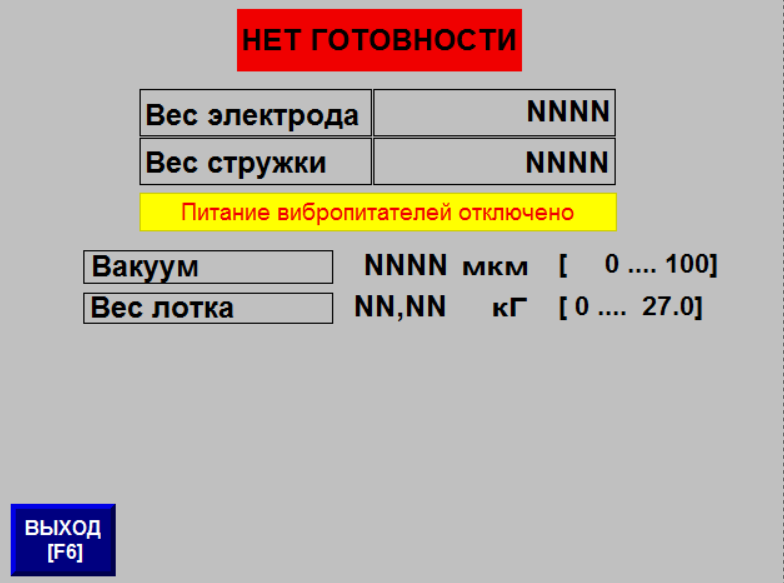 НЕТ ГОТОВНОСТИ
Вес электрода NNNN
Вес стружки NNNN
Питание вибропитателей отключено
Вакуум NNNN мкм [ 0 .... 100]
Вес лотка NN,NN кГ [ 0 .... 27.0]
ВЫХОД
[F6]